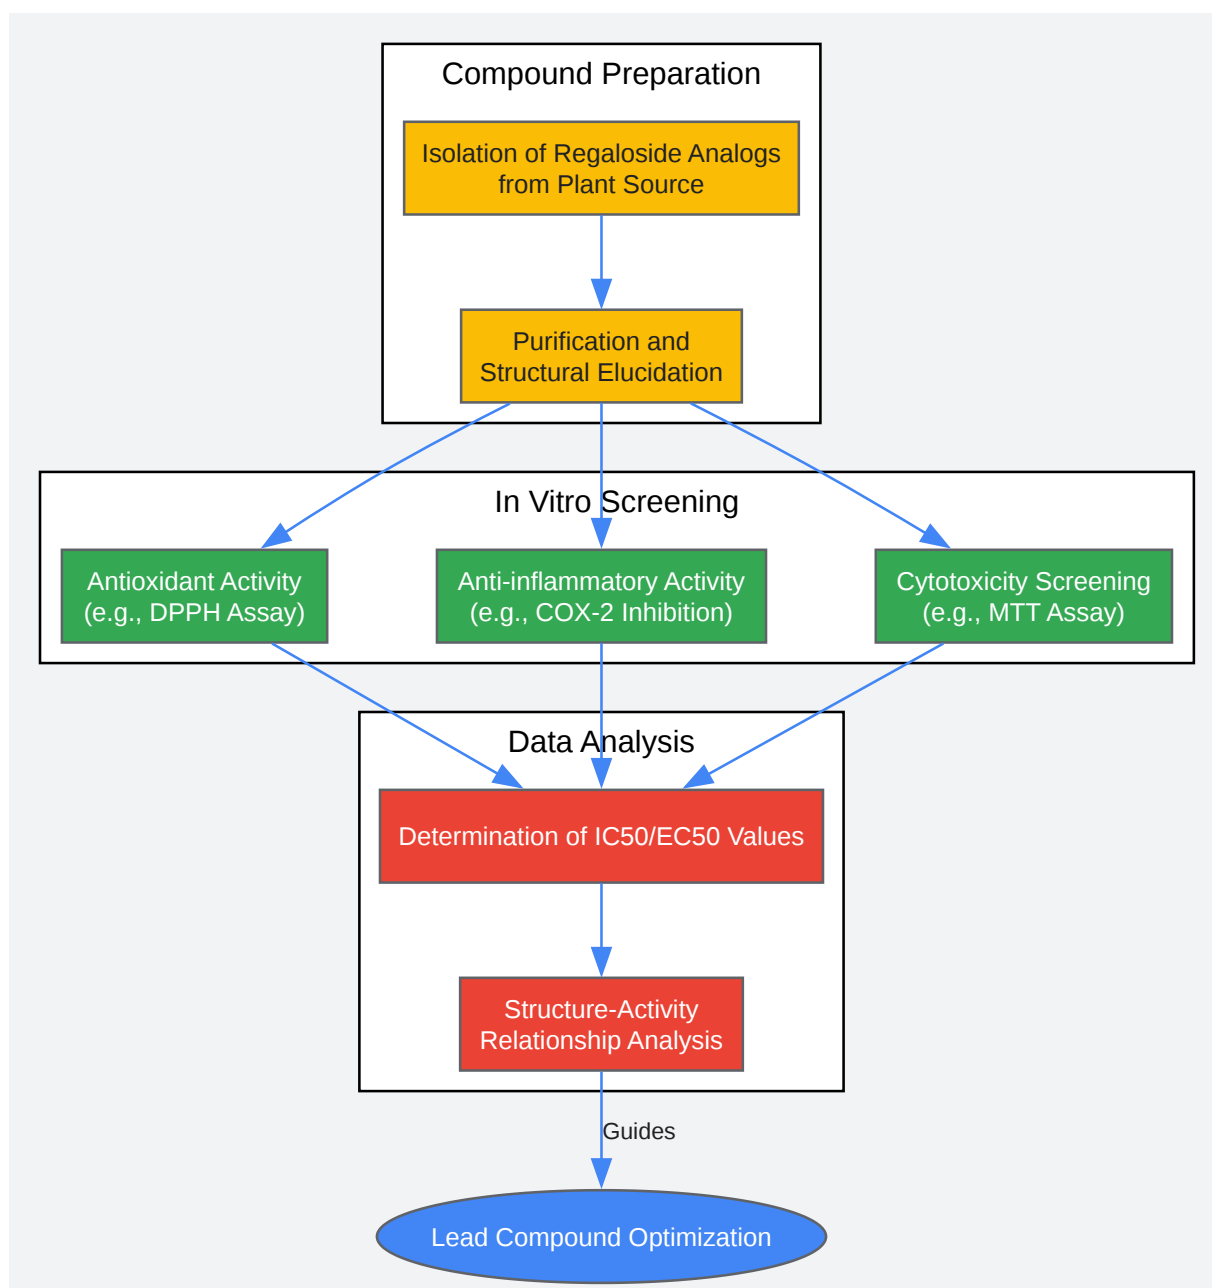 Compound Preparation
Isolation of Regaloside Analogs
from Plant Source
Purification and
Structural Elucidation
In Vitro Screening
Antioxidant Activity
(e.g., DPPH Assay)
Anti-inflammatory Activity
(e.g., COX-2 Inhibition)
Cytotoxicity Screening
(e.g., MTT Assay)
Data Analysis
Determination of IC50/EC50 Values
Structure-Activity
Relationship Analysis
Guides
Lead Compound Optimization